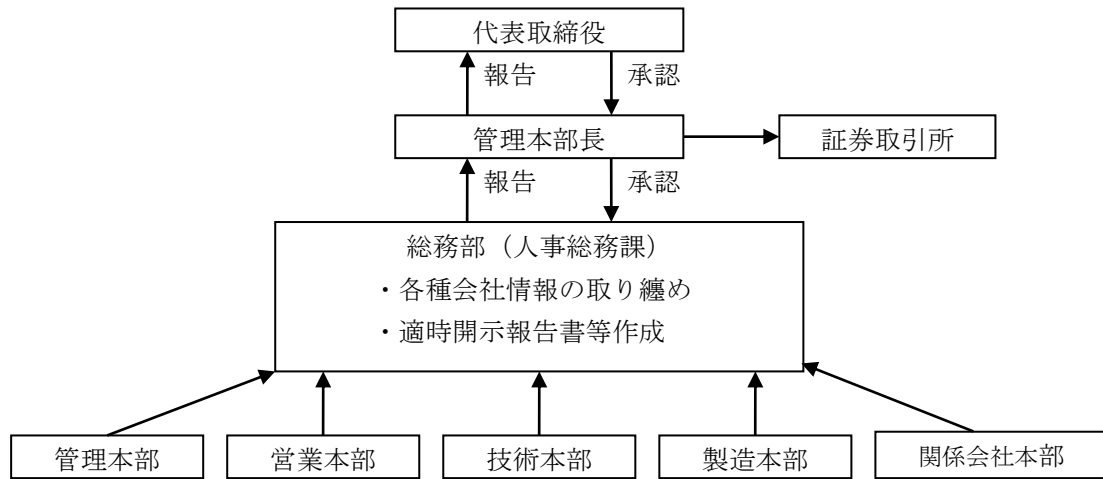 代表取締役
報告
承認
管理本部長
証券取引所
報告
承認
総務部（人事総務課）
・各種会社情報の取り纏め
・適時開示報告書等作成
管理本部
営業本部
技術本部
製造本部
関係会社本部